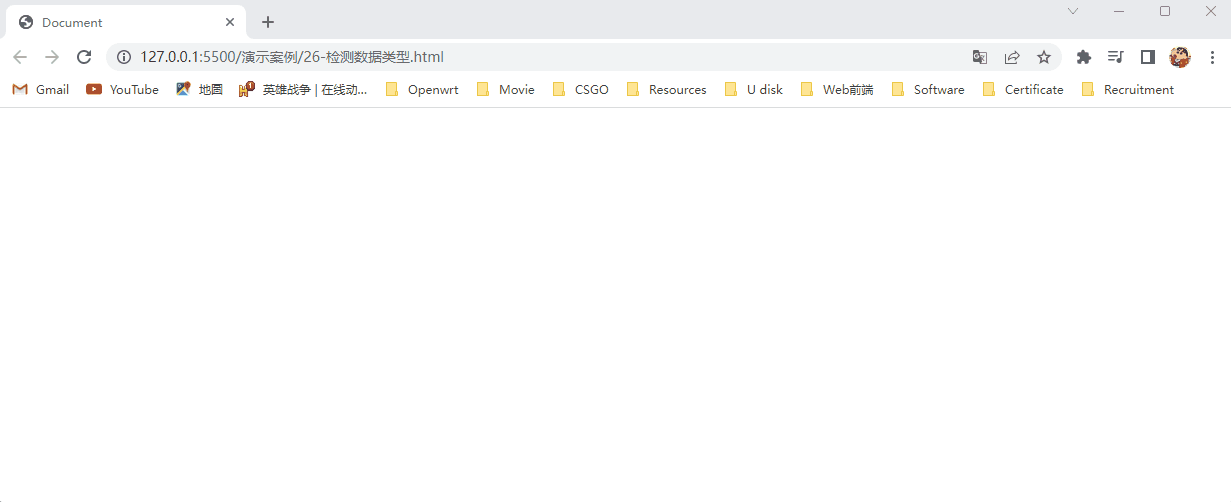 Document
127.0.0.1:5500/演示案例/26-检测数据类型.html
Gmail YouTube 地圖 英雄战争 | 在线动... Openwrt Movie CSGO Resources U disk Web前端 Software Certificate Recruitment